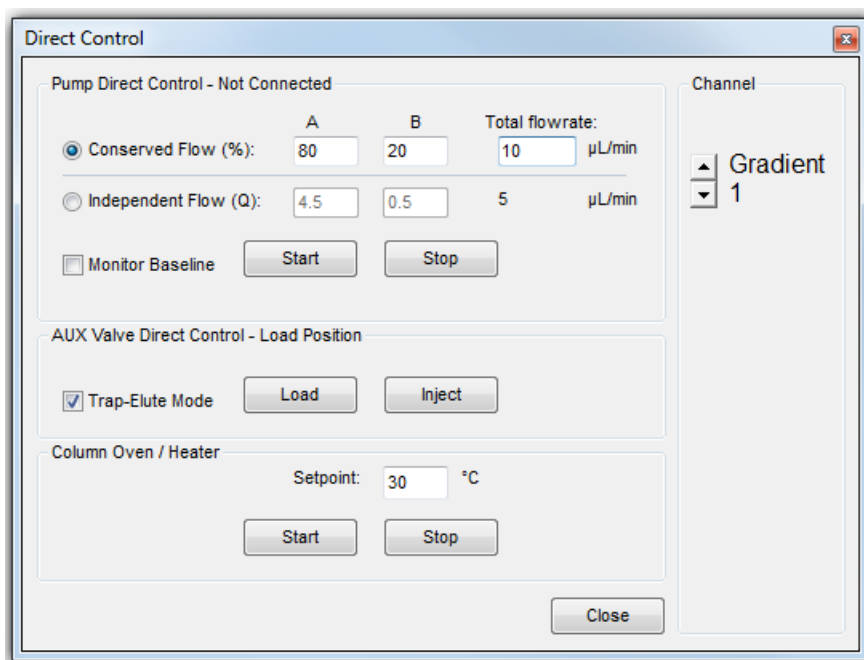 Direct Control
Pump Direct Control - Not Connected
A B Total flowrate:
Conserved Flow (%): 80 20 10 µL/min
Independent Flow (Q): 4.5 0.5 5 µL/min
Monitor Baseline Start Stop
AUX Valve Direct Control - Load Position
Trap-Elute Mode Load Inject
Column Oven / Heater
Setpoint: 30 °C
Start Stop
Close
Channel
Gradient
1